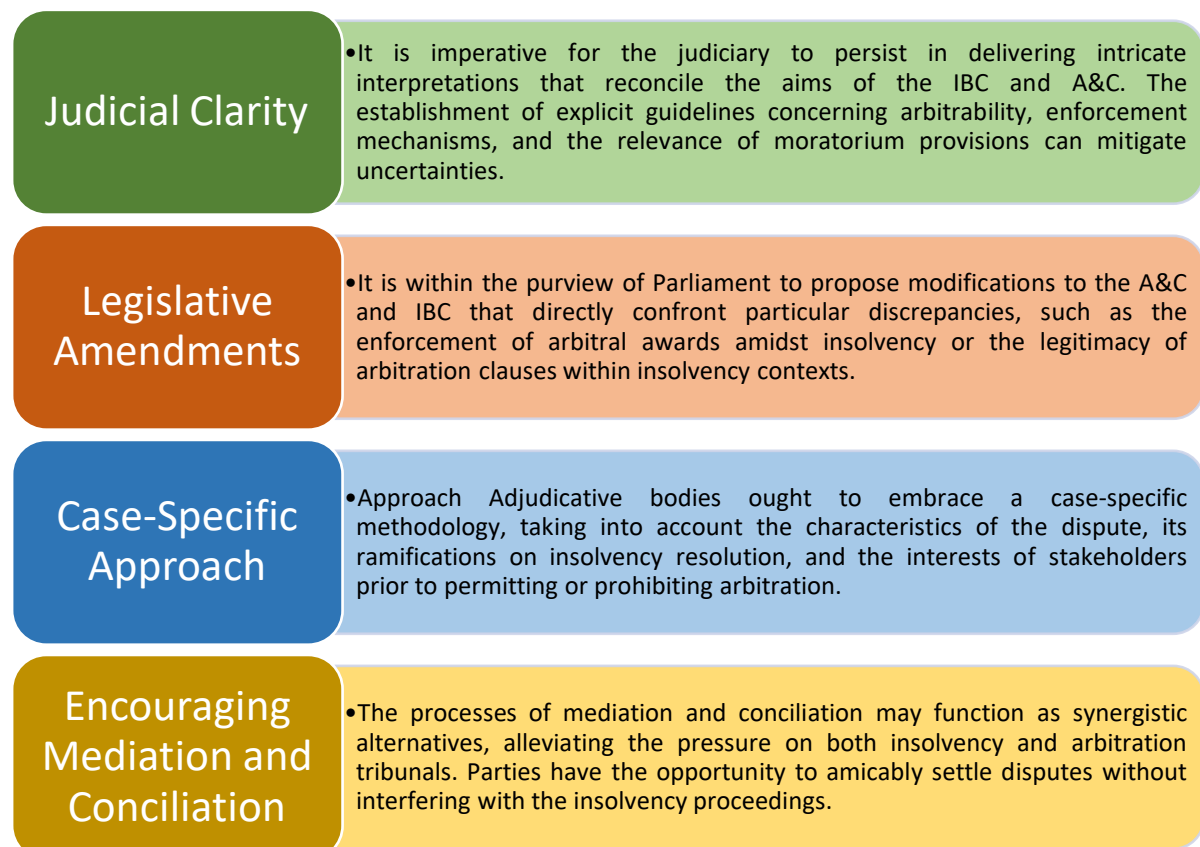 Judicial Clarity
•It is imperative for the judiciary to persist in delivering intricate
interpretations that reconcile the aims of the IBC and A&C. The
establishment of explicit guidelines concerning arbitrability, enforcement
mechanisms, and the relevance of moratorium provisions can mitigate
uncertainties.
Legislative
Amendments
•It is within the purview of Parliament to propose modifications to the A&C
and IBC that directly confront particular discrepancies, such as the
enforcement of arbitral awards amidst insolvency or the legitimacy of
arbitration clauses within insolvency contexts.
Case-Specific
Approach
•Approach Adjudicative bodies ought to embrace a case-specific
methodology, taking into account the characteristics of the dispute, its
ramifications on insolvency resolution, and the interests of stakeholders
prior to permitting or prohibiting arbitration.
Encouraging
Mediation and
Conciliation
•The processes of mediation and conciliation may function as synergistic
alternatives, alleviating the pressure on both insolvency and arbitration
tribunals. Parties have the opportunity to amicably settle disputes without
interfering with the insolvency proceedings.